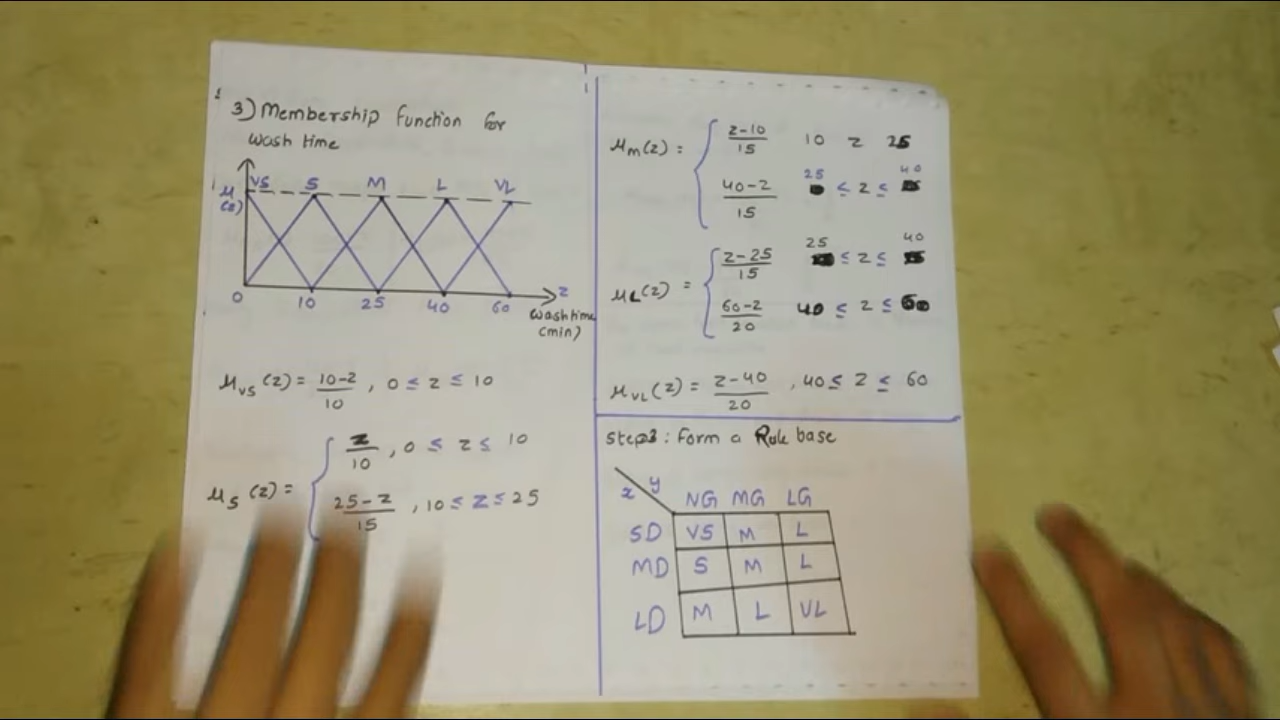 3) Membership Function for
Wash time
μ(z)
VS S M L VL
0 10 25 40 60 z
Wash time
(min)
μVS (z) = 10-z/10 , 0 ≤ z ≤ 10
μS (z) = { z/10 , 0 ≤ z ≤ 10
25-z/15 , 10 ≤ z ≤ 25
μm(z) = { z-10/15 10 z 25
40-z/15 25 ≤ z ≤ 40
μL(z) = { z-25/15 25 ≤ z ≤ 40
60-z/20 40 ≤ z ≤ 60
μVL(z) = z-40/20 , 40 ≤ z ≤ 60
Step3: Form a Rule base
x y NG MG LG
SD VS M L
MD S M L
LD M L VL